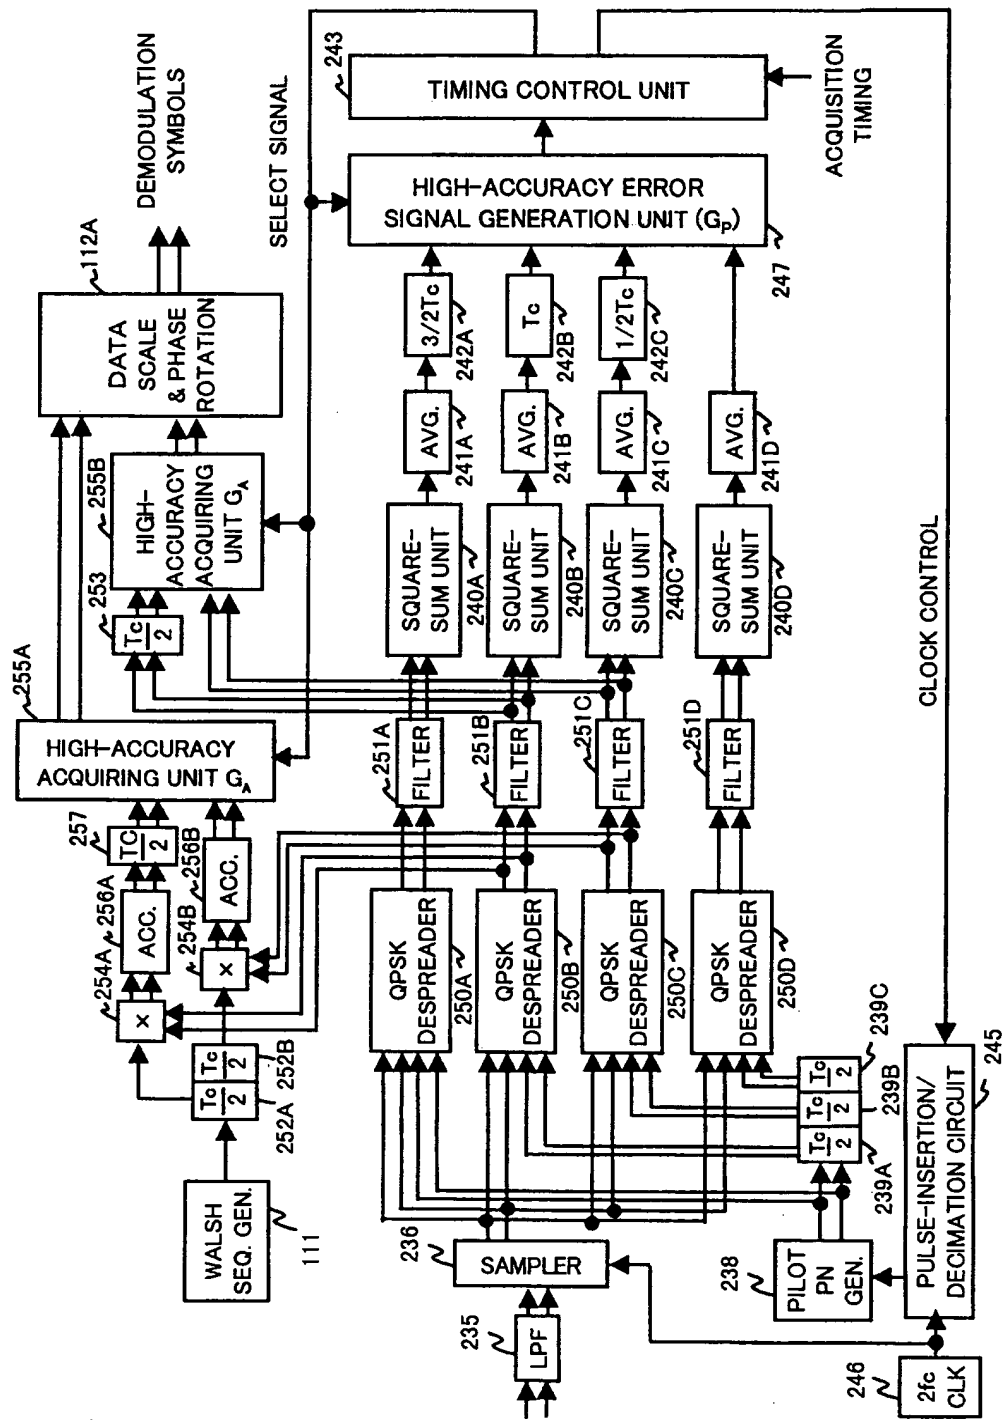 DEMODULATION
SYMBOLS
112A
DATA
SCALE
& PHASE
ROTATION
255B
HIGH-
ACCURACY
ACQUIRING
UNIT GA
253
Tc
2
255A
HIGH-ACCURACY
ACQUIRING UNIT GA
257
TC
2
256A
ACC.
256B
ACC.
254A
×
254B
×
Tc
2
252A
Tc
2
252B
WALSH
SEQ. GEN.
111
SELECT SIGNAL
243
TIMING CONTROL UNIT
ACQUISITION
TIMING
HIGH-ACCURACY ERROR
SIGNAL GENERATION UNIT (GP)
247
3/2Tc
242A
Tc
242B
1/2Tc
242C
AVG.
241A
AVG.
241B
AVG.
241C
AVG.
241D
SQUARE-
SUM UNIT
240A
SQUARE-
SUM UNIT
240B
SQUARE-
SUM UNIT
240C
SQUARE-
SUM UNIT
240D
251A
FILTER
251B
FILTER
251C
FILTER
251D
FILTER
QPSK
DESPREADER
250A
QPSK
DESPREADER
250B
QPSK
DESPREADER
250C
QPSK
DESPREADER
250D
Tc
2
239A
Tc
2
239B
Tc
2
239C
236
SAMPLER
235
LPF
238
PILOT
PN
GEN.
CLOCK CONTROL
PULSE-INSERTION/
DECIMATION CIRCUIT
245
246
2fc
CLK